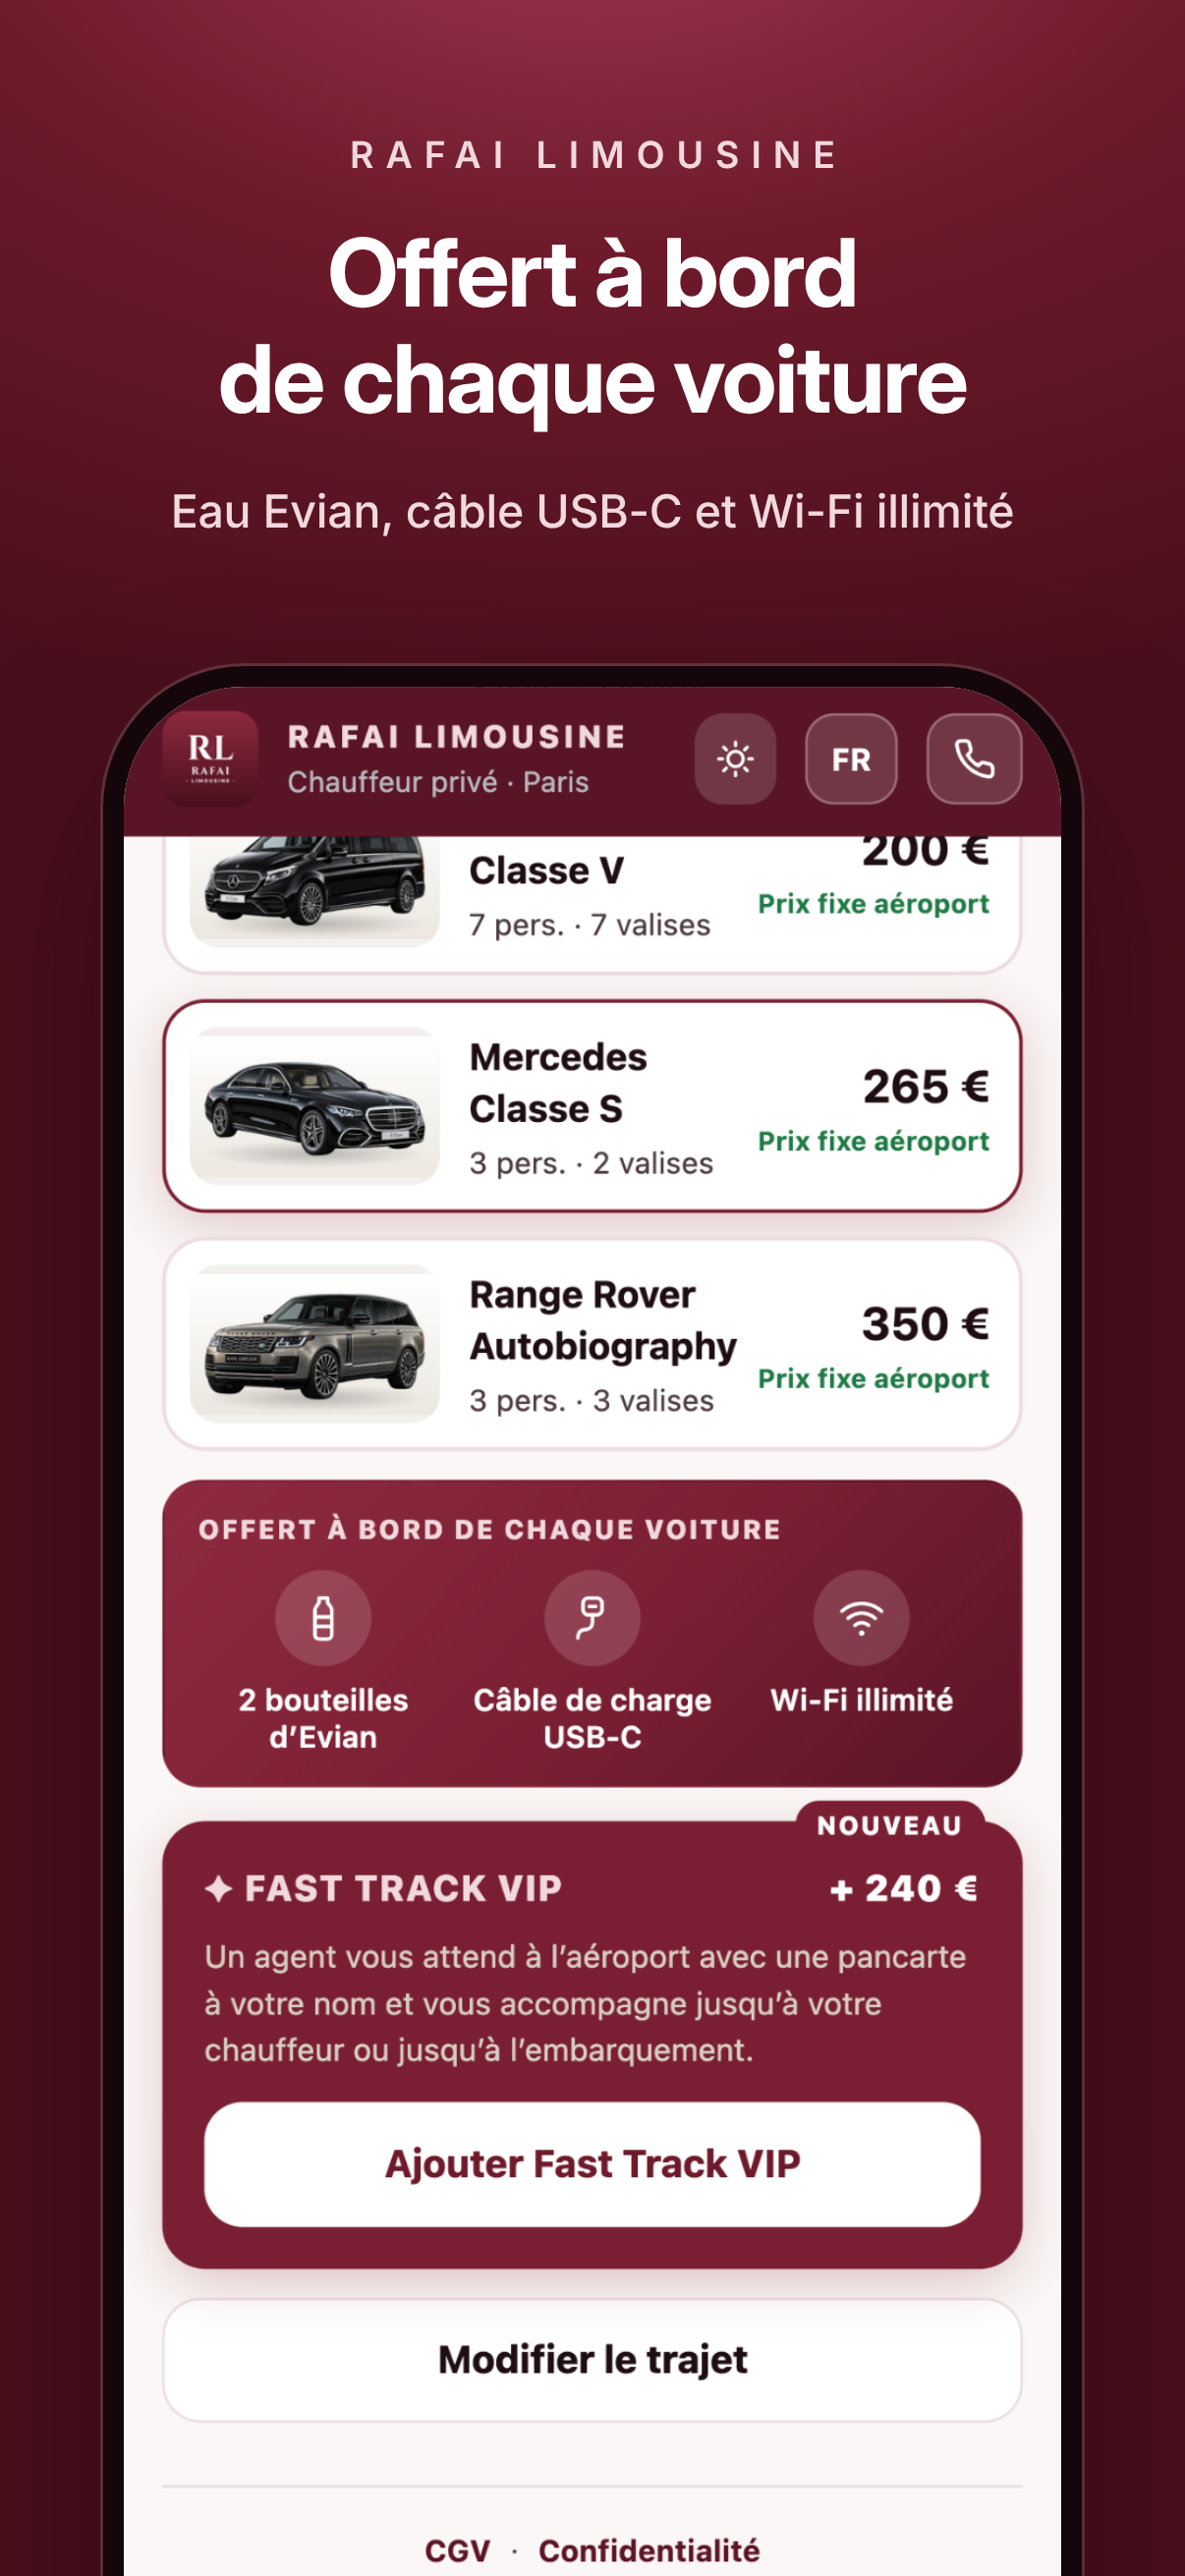 RAFAI LIMOUSINE
Offert à bord
de chaque voiture
Eau Evian, câble USB-C et Wi-Fi illimité
RL
RAFAI
LIMOUSINE
RAFAI LIMOUSINE
Chauffeur privé · Paris
FR
Classe V
7 pers. · 7 valises
200 €
Prix fixe aéroport
Mercedes
Classe S
3 pers. · 2 valises
265 €
Prix fixe aéroport
Range Rover
Autobiography
3 pers. · 3 valises
350 €
Prix fixe aéroport
OFFERT À BORD DE CHAQUE VOITURE
2 bouteilles
d’Evian
Câble de charge
USB-C
Wi-Fi illimité
NOUVEAU
✦ FAST TRACK VIP
+ 240 €
Un agent vous attend à l’aéroport avec une pancarte
à votre nom et vous accompagne jusqu’à votre
chauffeur ou jusqu’à l’embarquement.
Ajouter Fast Track VIP
Modifier le trajet
CGV · Confidentialité